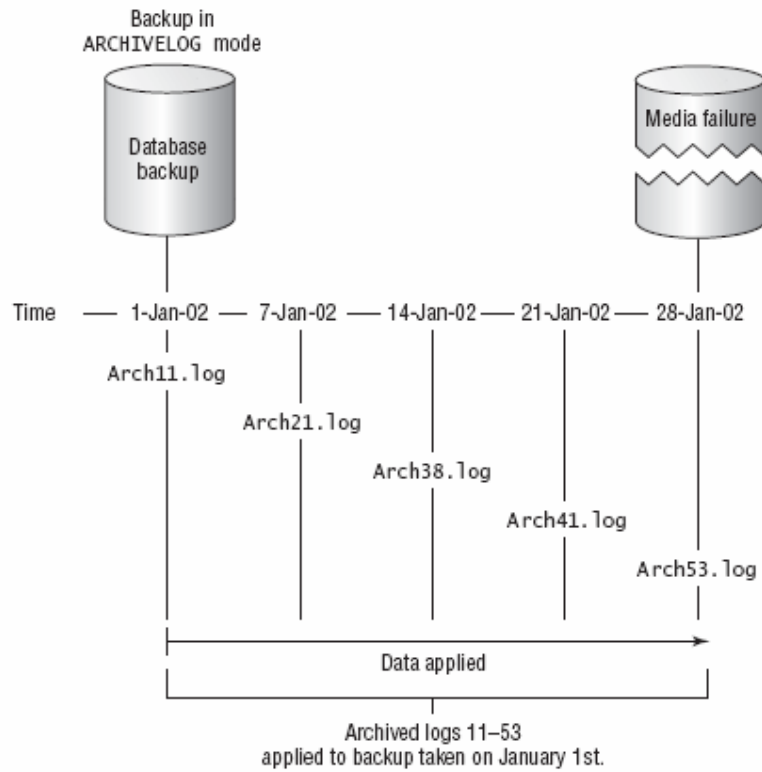 Backup in
ARCHIVELOG mode
Database
backup
Media failure
Time 1-Jan-02 7-Jan-02 14-Jan-02 21-Jan-02 28-Jan-02
Arch11.log
Arch21.log
Arch38.log
Arch41.log
Arch53.log
Data applied
Archived logs 11–53
applied to backup taken on January 1st.